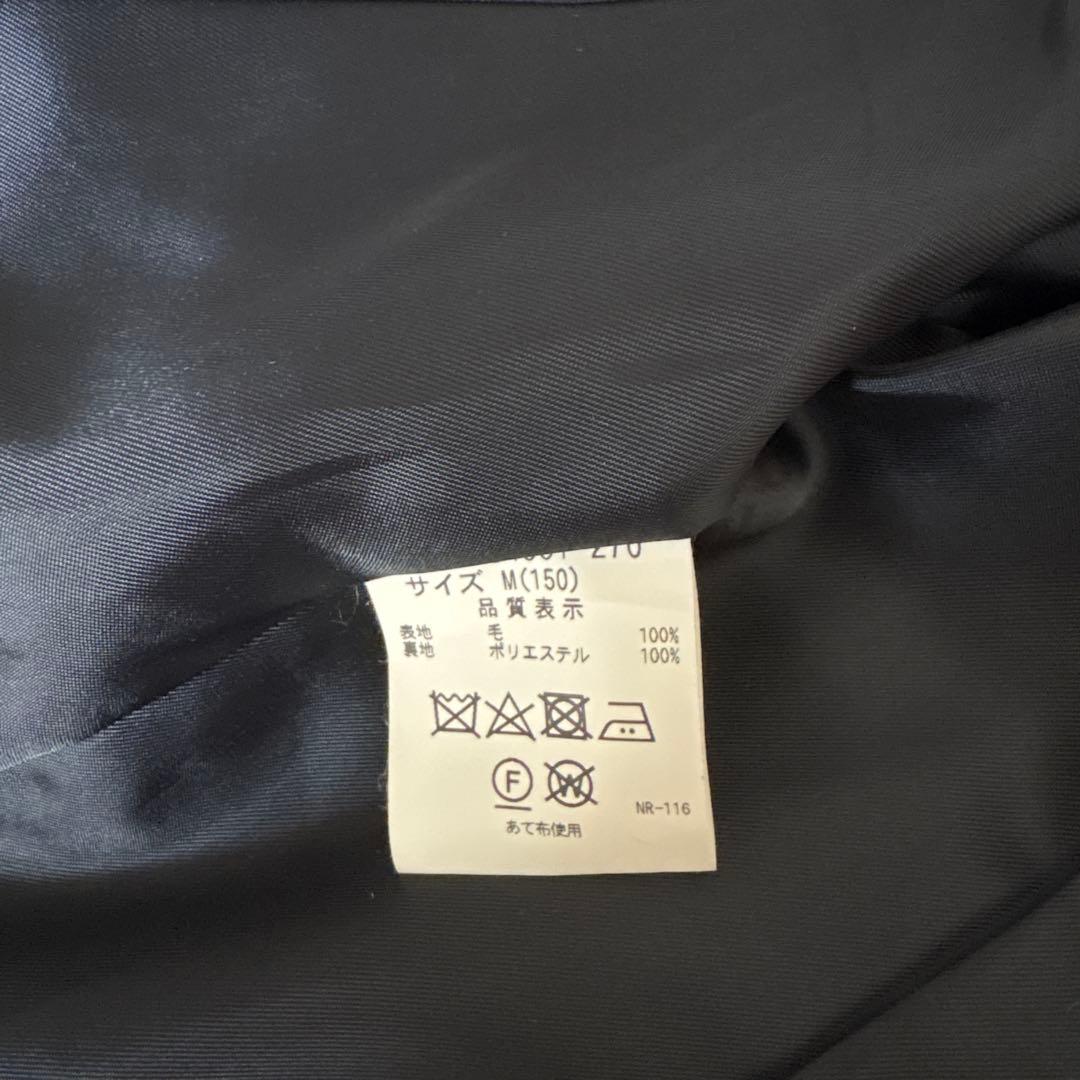 270
サイズ M(150)
品質表示
表地 毛 100%
裏地 ポリエステル 100%
F W
NR-116
あて布使用